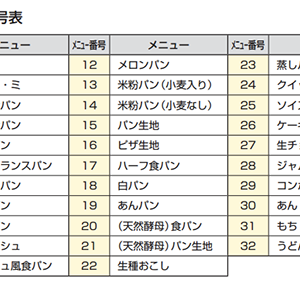 号表
ニュー メニュー番号 メニュー メニュー番号
12 メロンパン 23 蒸し
・ミ 13 米粉パン(小麦入り) 24 クイ
パン 14 米粉パン(小麦なし) 25 ソイ
パン 15 パン生地 26 ケー
ン 16 ピザ生地 27 生チ
ランスパン 17 ハーフ食パン 28 ジャ
パン 18 白パン 29 コン
パン 19 あんパン 30 あん
ン 20 (天然酵母)食パン 31 もち
シュ 21 (天然酵母)パン生地 32 うど
ュ風食パン 22 生種おこし